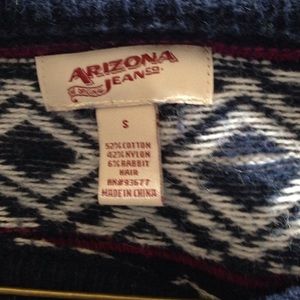 ARIZONA
JEAN CO.
S
52% COTTON
42% NYLON
6% RABBIT
HAIR
RN#93677
MADE IN CHINA